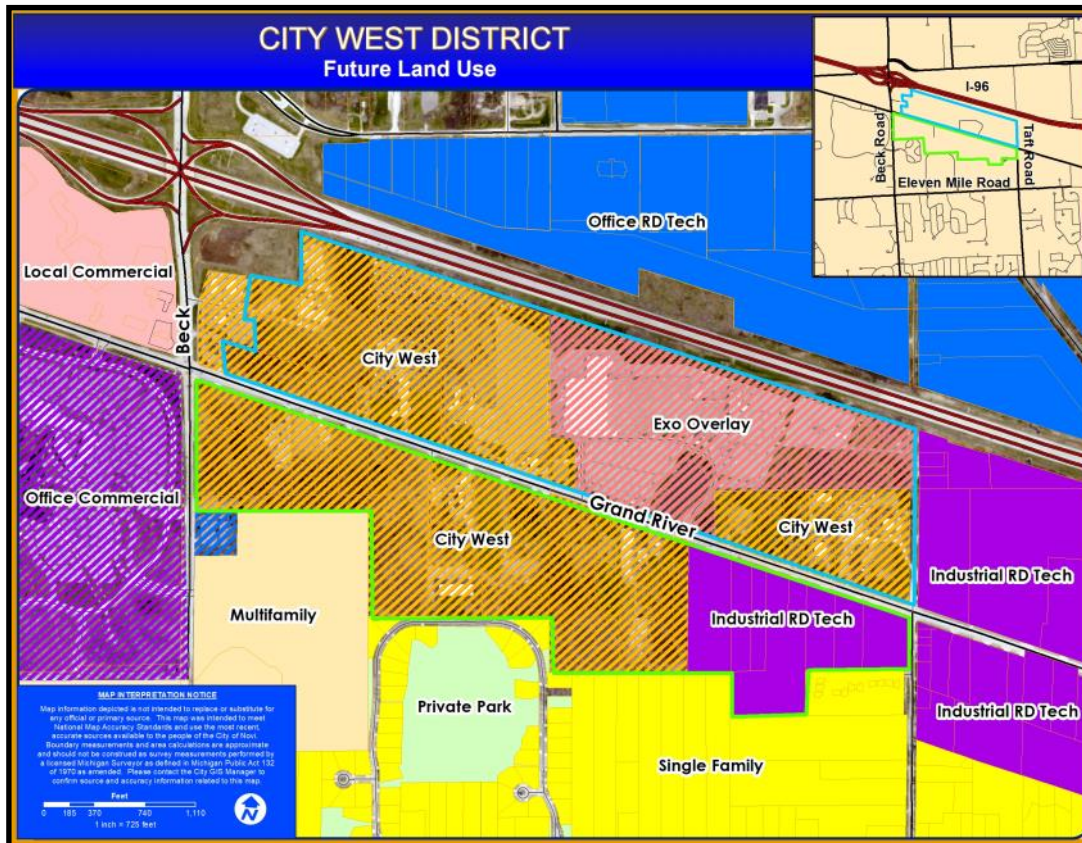 CITY WEST DISTRICT
Future Land Use
I-96
Beck Road
Taft Road
Eleven Mile Road
Office RD Tech
Local Commercial
Beck
City West
Exo Overlay
Office Commercial
Grand River
City West
City West
Industrial RD Tech
Multifamily
Industrial RD Tech
Private Park
Industrial RD Tech
Single Family
MAP INTERPRETATION NOTICE
Map information depicted is not intended to replace or substitute for
any official or primary source. This map was intended to meet
National Map Accuracy Standards and use the most recent,
accurate sources available to the people of the City of Novi.
Boundary measurements and area calculations are approximate
and should not be construed as survey measurements performed by
a licensed Michigan Surveyor as defined in Michigan Public Act 132
of 1970 as amended. Please contact the City GIS Manager to
confirm source and accuracy information related to this map.
Feet
0 185 370 740 1,110
1 inch = 725 feet
N